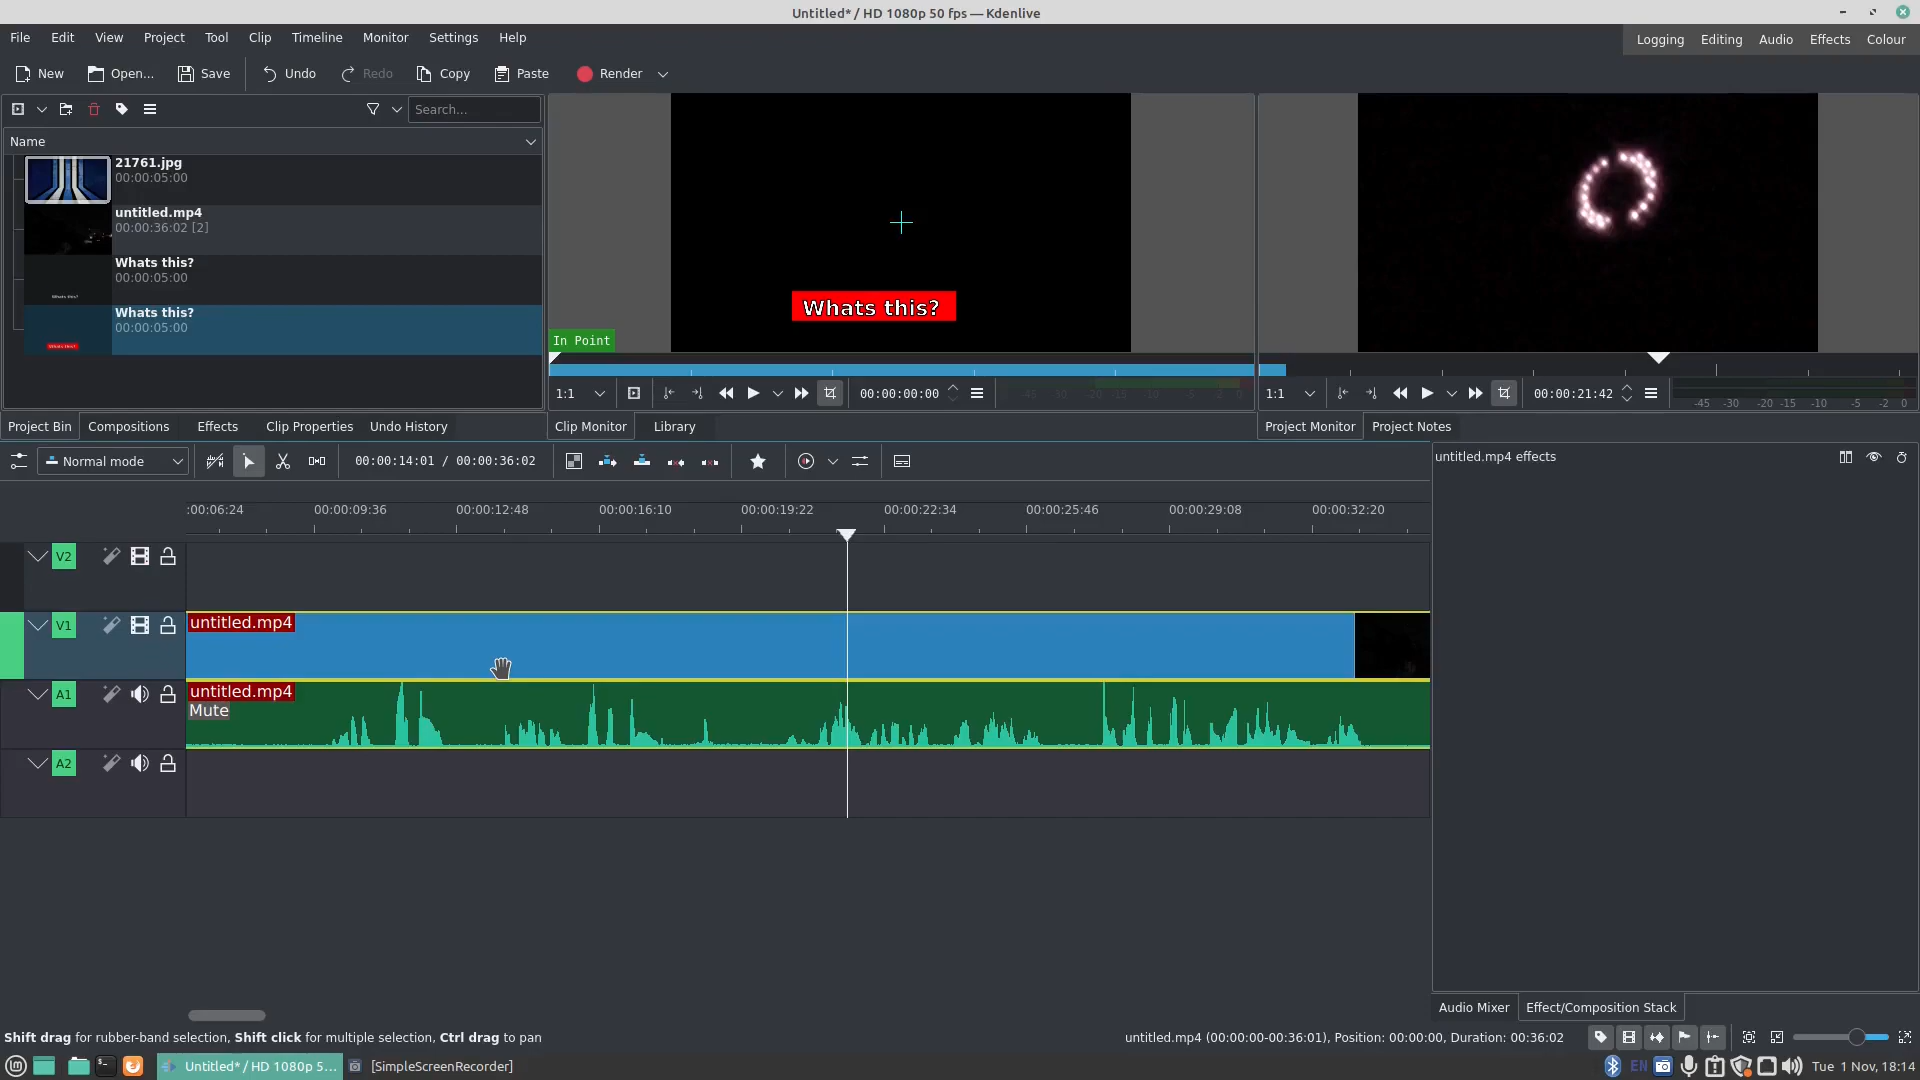 Untitled* / HD 1080p 50 fps — Kdenlive
File Edit View Project Tool Clip Timeline Monitor Settings Help
Logging Editing Audio Effects Colour
New Open... Save Undo Redo Copy Paste Render
Search...
Name
21761.jpg
00:00:05:00
untitled.mp4
00:00:36:02 [2]
Whats this?
00:00:05:00
Whats this?
00:00:05:00
Whats this?
In Point
1:1 00:00:00:00 -45 -30 -20 -15 -10 -5 -2 0
1:1 00:00:21:42 -45 -30 -20 -15 -10 -5 -2 0
Project Bin Compositions Effects Clip Properties Undo History
Clip Monitor Library
Project Monitor Project Notes
Normal mode 00:00:14:01 / 00:00:36:02
untitled.mp4 effects
:00:06:24 00:00:09:36 00:00:12:48 00:00:16:10 00:00:19:22 00:00:22:34 00:00:25:46 00:00:29:08 00:00:32:20
V2
V1 untitled.mp4
A1 untitled.mp4
Mute
A2
Audio Mixer Effect/Composition Stack
Shift drag for rubber-band selection, Shift click for multiple selection, Ctrl drag to pan
untitled.mp4 (00:00:00-00:36:01), Position: 00:00:00, Duration: 00:36:02
Untitled* / HD 1080p 5... [SimpleScreenRecorder]
EN Tue 1 Nov, 18:14